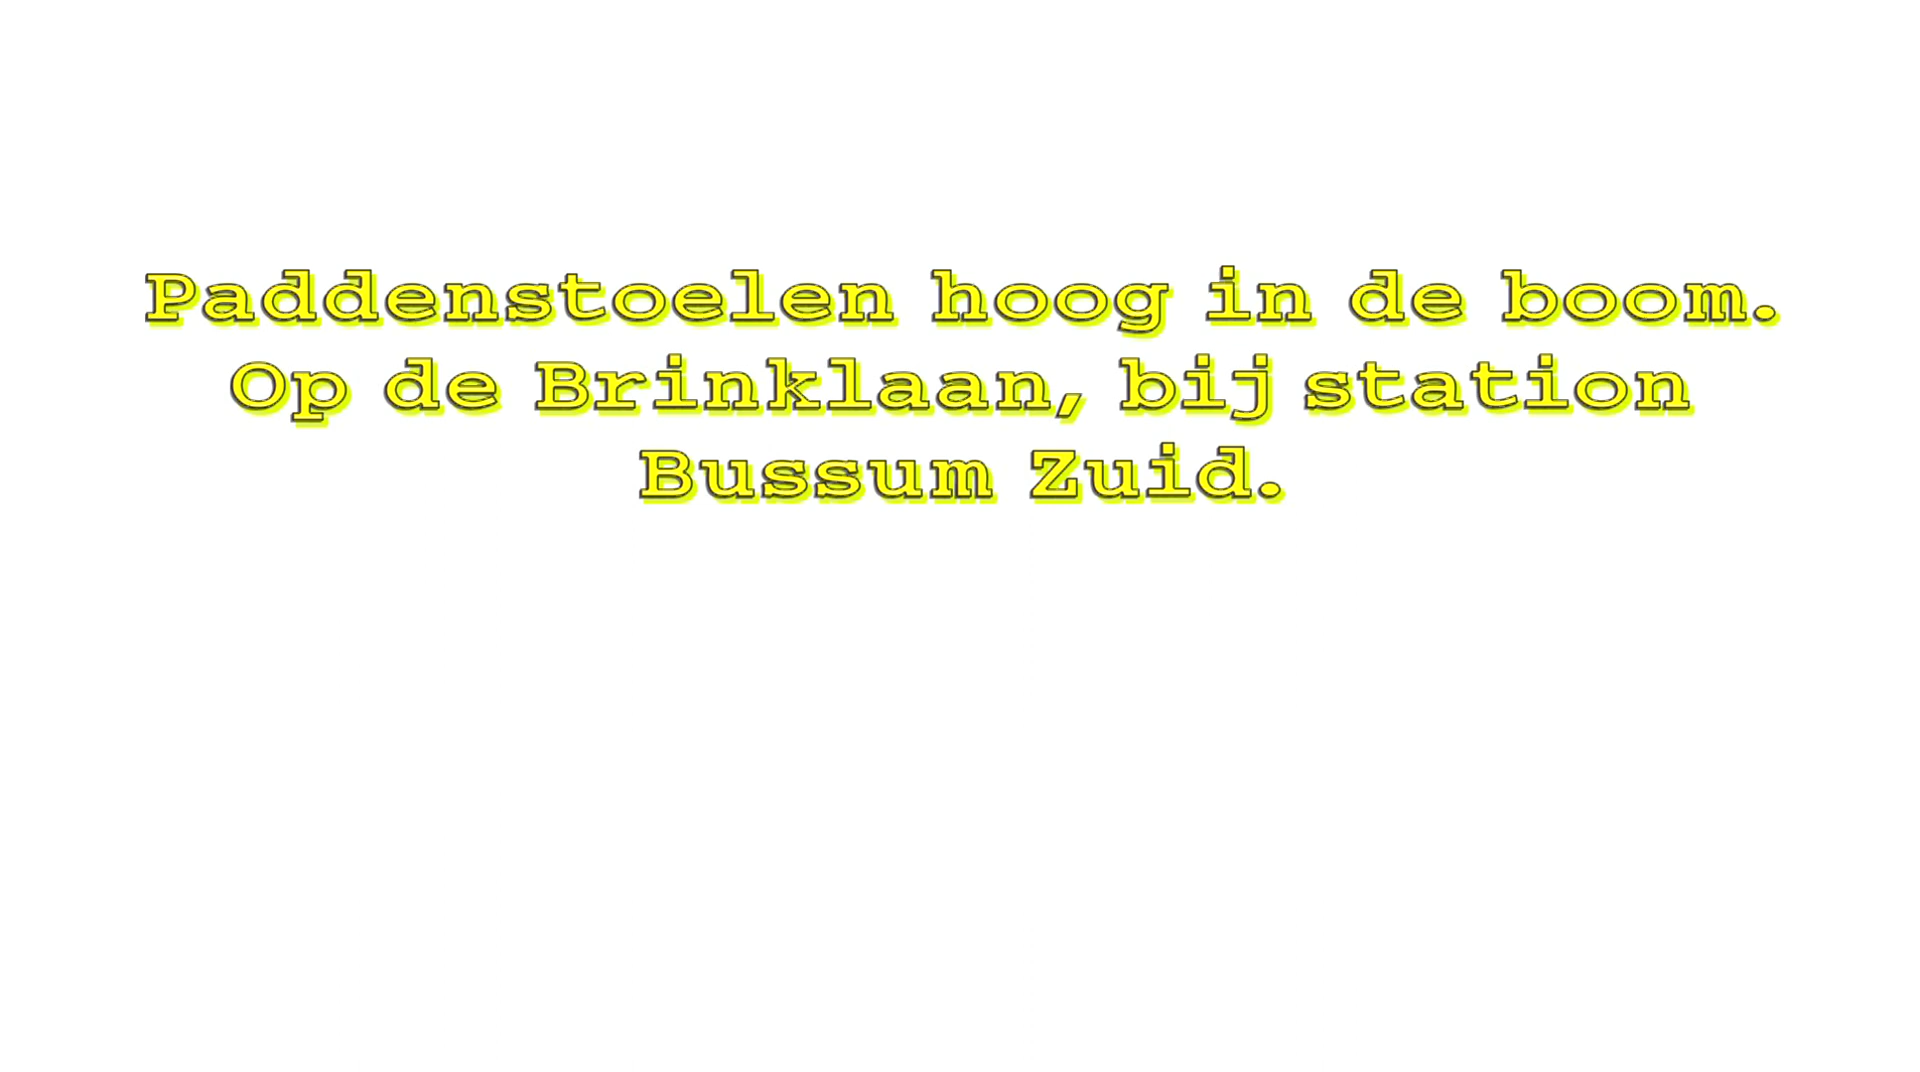 Paddenstoelen hoog in de boom.
Op de Brinklaan, bij station
Bussum Zuid.